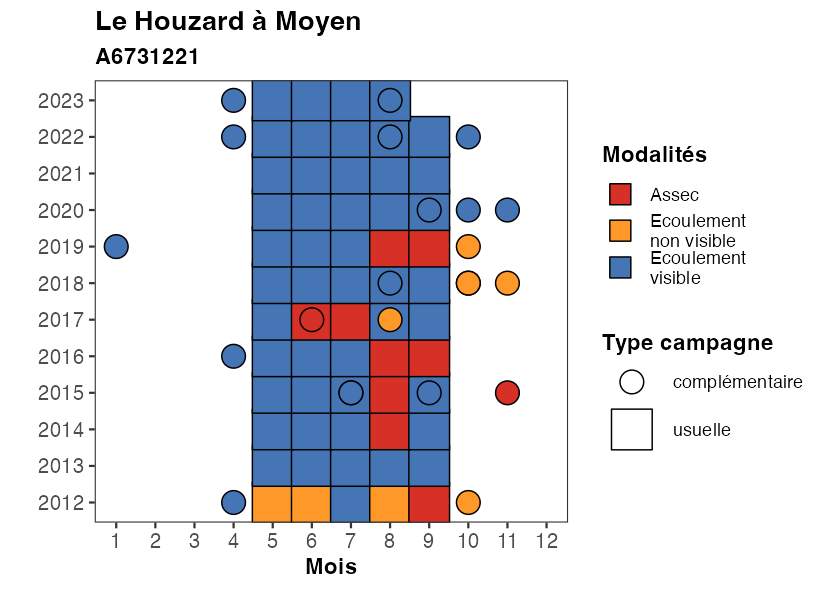 Le Houzard à Moyen
A6731221
2023
2022
2021
2020
2019
2018
2017
2016
2015
2014
2013
2012
1 2 3 4 5 6 7 8 9 10 11 12
Mois
Modalités
Assec
Ecoulement
non visible
Ecoulement
visible
Type campagne
complémentaire
usuelle